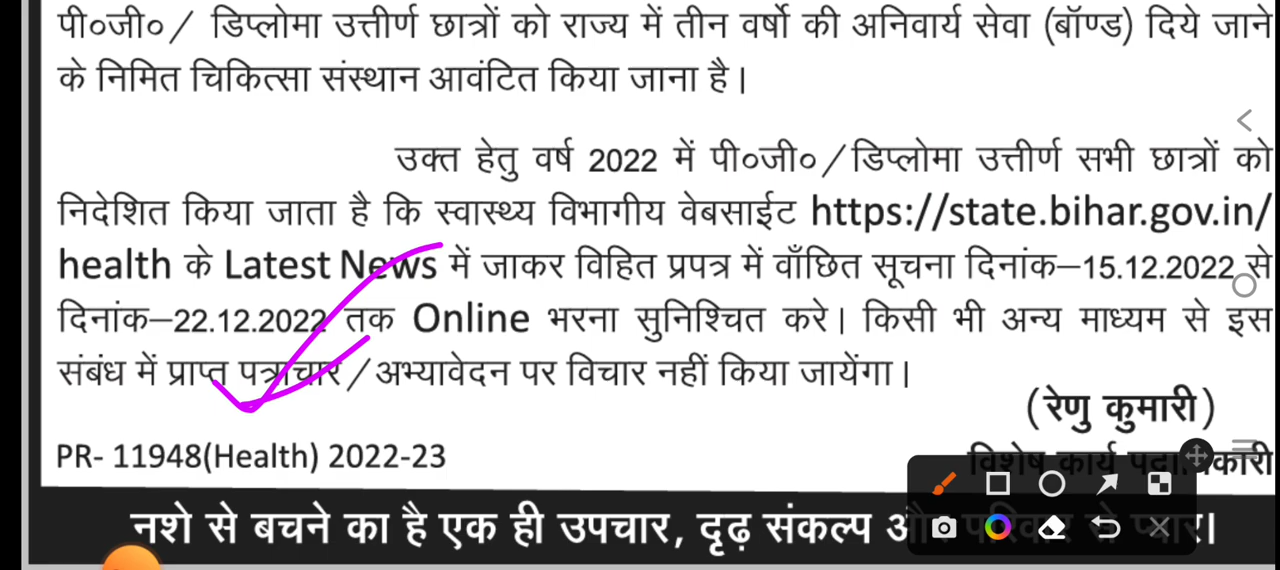 पी०जी०/ डिप्लोमा उत्तीर्ण छात्रों को राज्य में तीन वर्षो की अनिवार्य सेवा (बॉण्ड) दिये जाने
के निमित चिकित्सा संस्थान आवंटित किया जाना है।
उक्त हेतु वर्ष 2022 में पी०जी०/डिप्लोमा उत्तीर्ण सभी छात्रों को
निदेशित किया जाता है कि स्वास्थ्य विभागीय वेबसाईट https://state.bihar.gov.in/
health के Latest News में जाकर विहित प्रपत्र में वाँछित सूचना दिनांक–15.12.2022 से
दिनांक–22.12.2022 तक Online भरना सुनिश्चित करे। किसी भी अन्य माध्यम से इस
संबंध में प्राप्त पत्राचार/अभ्यावेदन पर विचार नहीं किया जायेंगा।
(रेणु कुमारी)
विशेष कार्य
PR- 11948(Health) 2022-23
नशे से बचने का है एक ही उपचार, दृढ़ संकल्प और परिवार से प्यार।